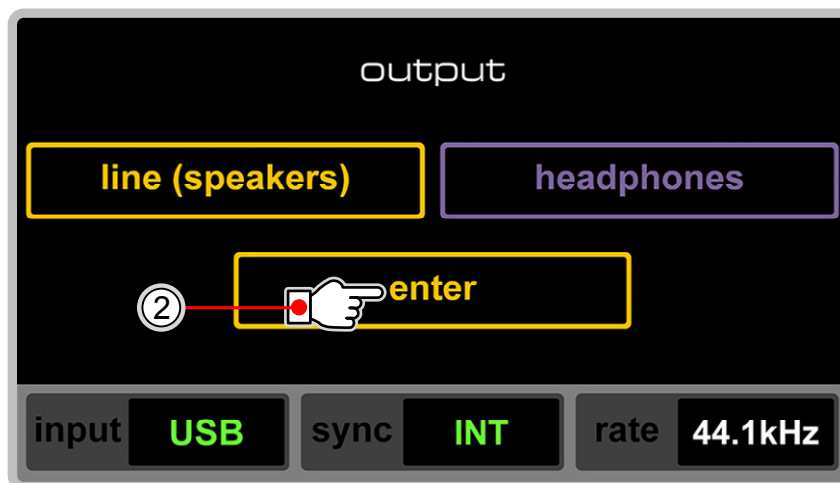 output
line (speakers) headphones
enter
2
input USB sync INT rate 44.1kHz